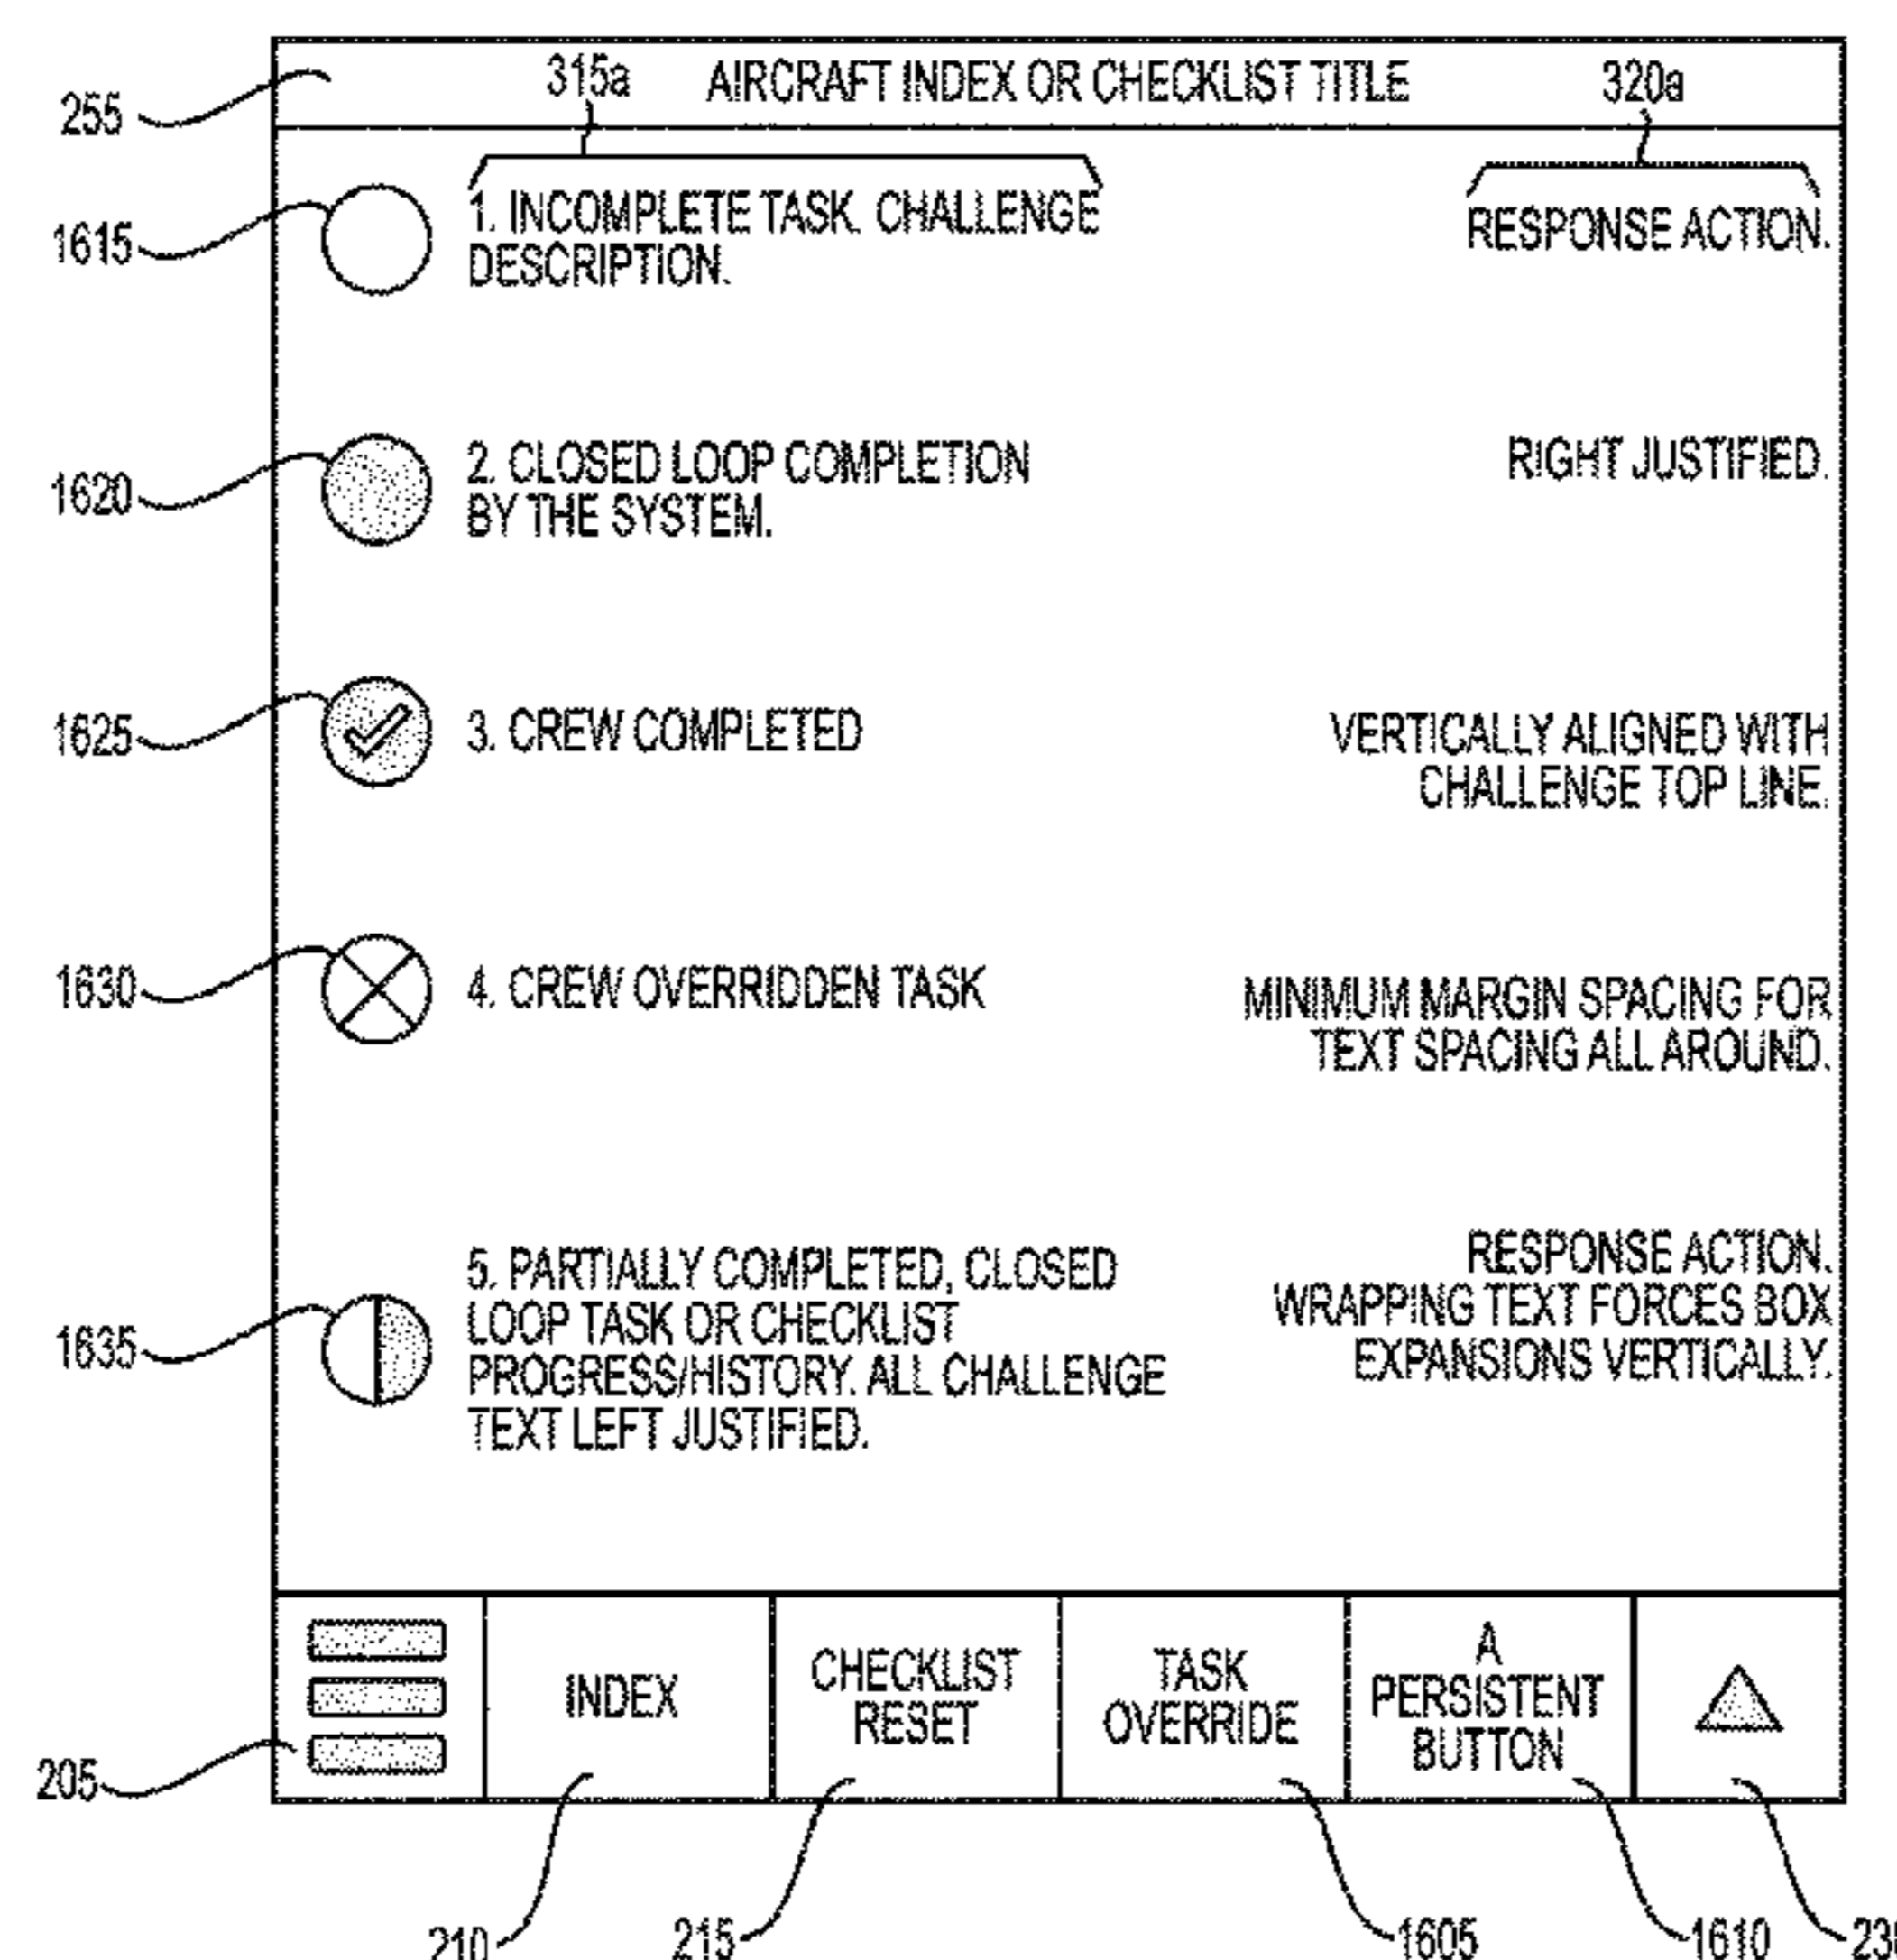 315a AIRCRAFT INDEX OR CHECKLIST TITLE 320a
255
1. INCOMPLETE TASK. CHALLENGE
DESCRIPTION.
RESPONSE ACTION.
1615
2. CLOSED LOOP COMPLETION
BY THE SYSTEM.
RIGHT JUSTIFIED.
1620
3. CREW COMPLETED
VERTICALLY ALIGNED WITH
CHALLENGE TOP LINE.
1625
4. CREW OVERRIDDEN TASK
MINIMUM MARGIN SPACING FOR
TEXT SPACING ALL AROUND.
1630
5. PARTIALLY COMPLETED, CLOSED
LOOP TASK OR CHECKLIST
PROGRESS/HISTORY. ALL CHALLENGE
TEXT LEFT JUSTIFIED.
RESPONSE ACTION.
WRAPPING TEXT FORCES BOX
EXPANSIONS VERTICALLY.
1635
INDEX
CHECKLIST
RESET
TASK
OVERRIDE
A
PERSISTENT
BUTTON
205
210 215 1605 1610